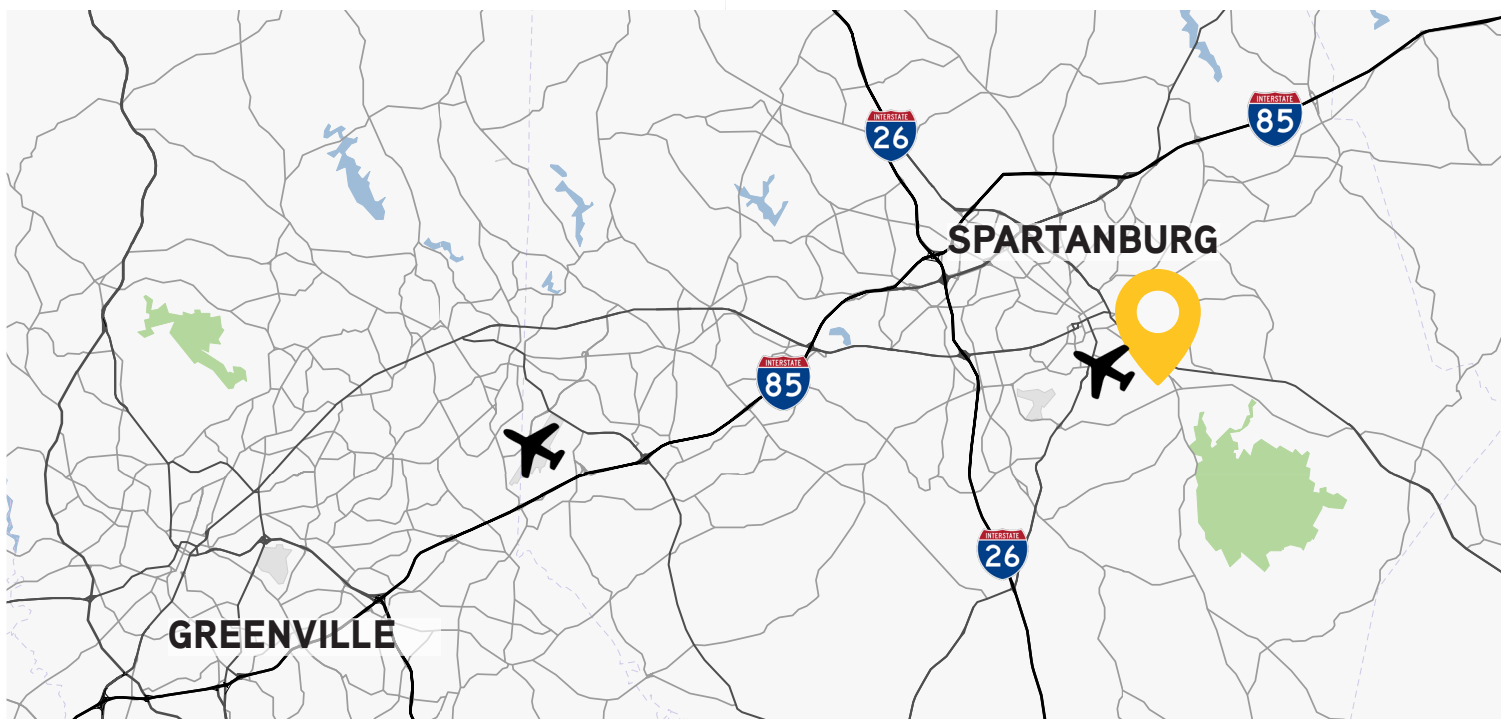 INTERSTATE
85
INTERSTATE
26
SPARTANBURG
INTERSTATE
85
INTERSTATE
26
GREENVILLE